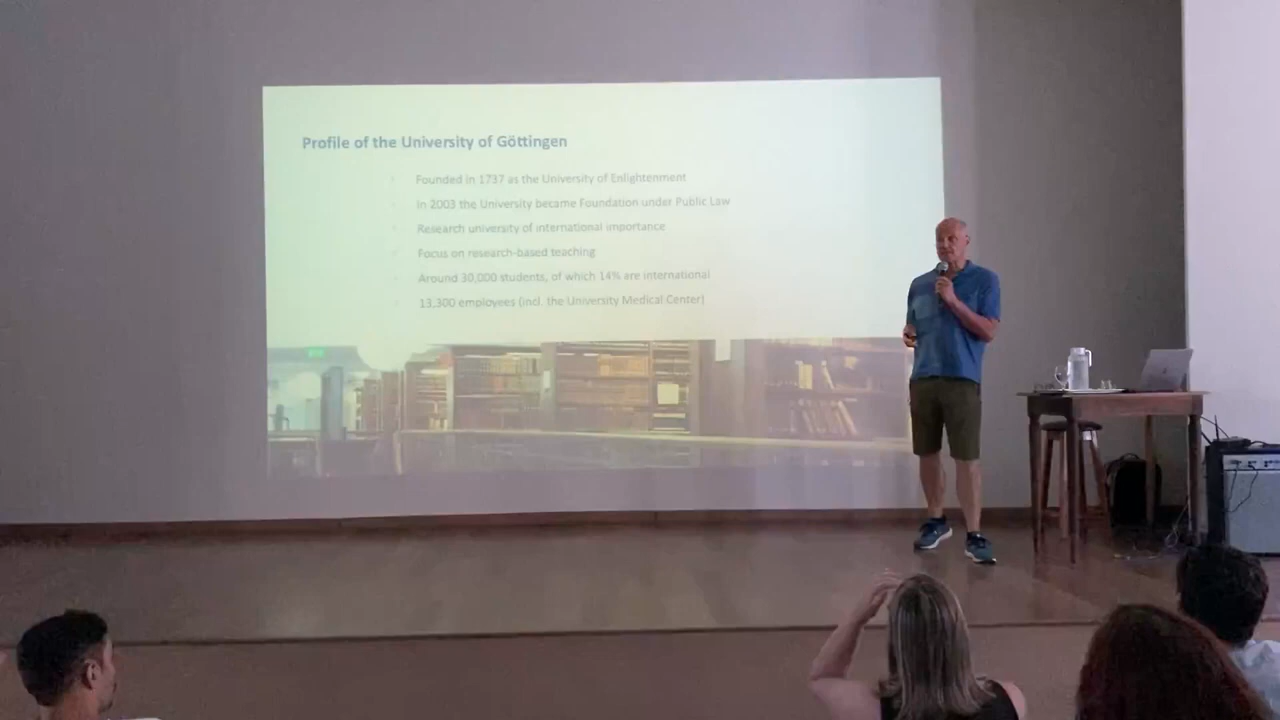 Profile of the University of Göttingen
Founded in 1737 as the University of Enlightenment
In 2003 the University became Foundation under Public Law
Research university of international importance
Focus on research-based teaching
Around 30,000 students, of which 14% are international
13,300 employees (incl. the University Medical Center)